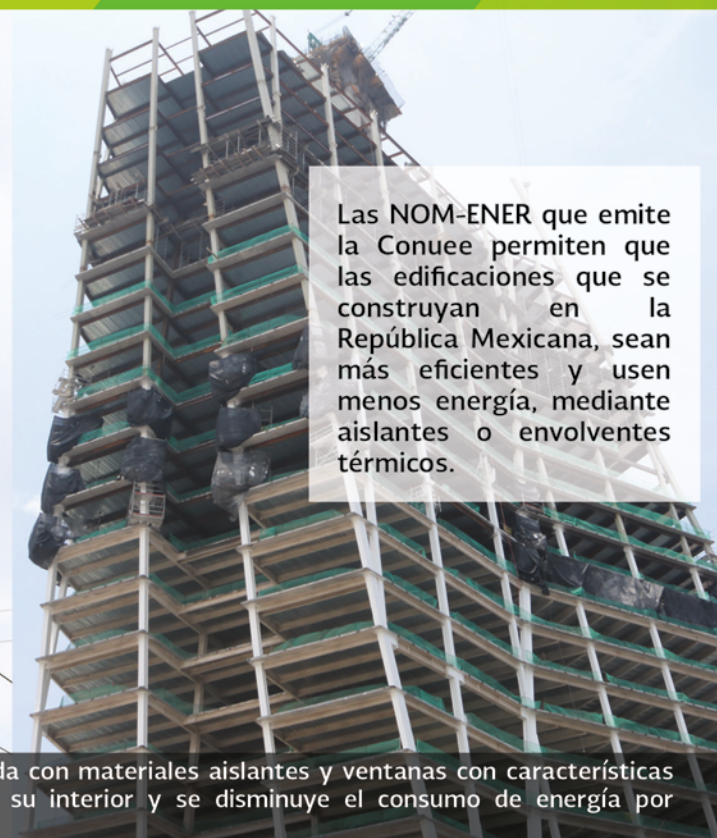 Las NOM-ENER que emite
la Conuee permiten que
las edificaciones que se
construyan en la
República Mexicana, sean
más eficientes y usen
menos energía, mediante
aislantes o envolventes
térmicos.
con materiales aislantes y ventanas con características
su interior y se disminuye el consumo de energía por